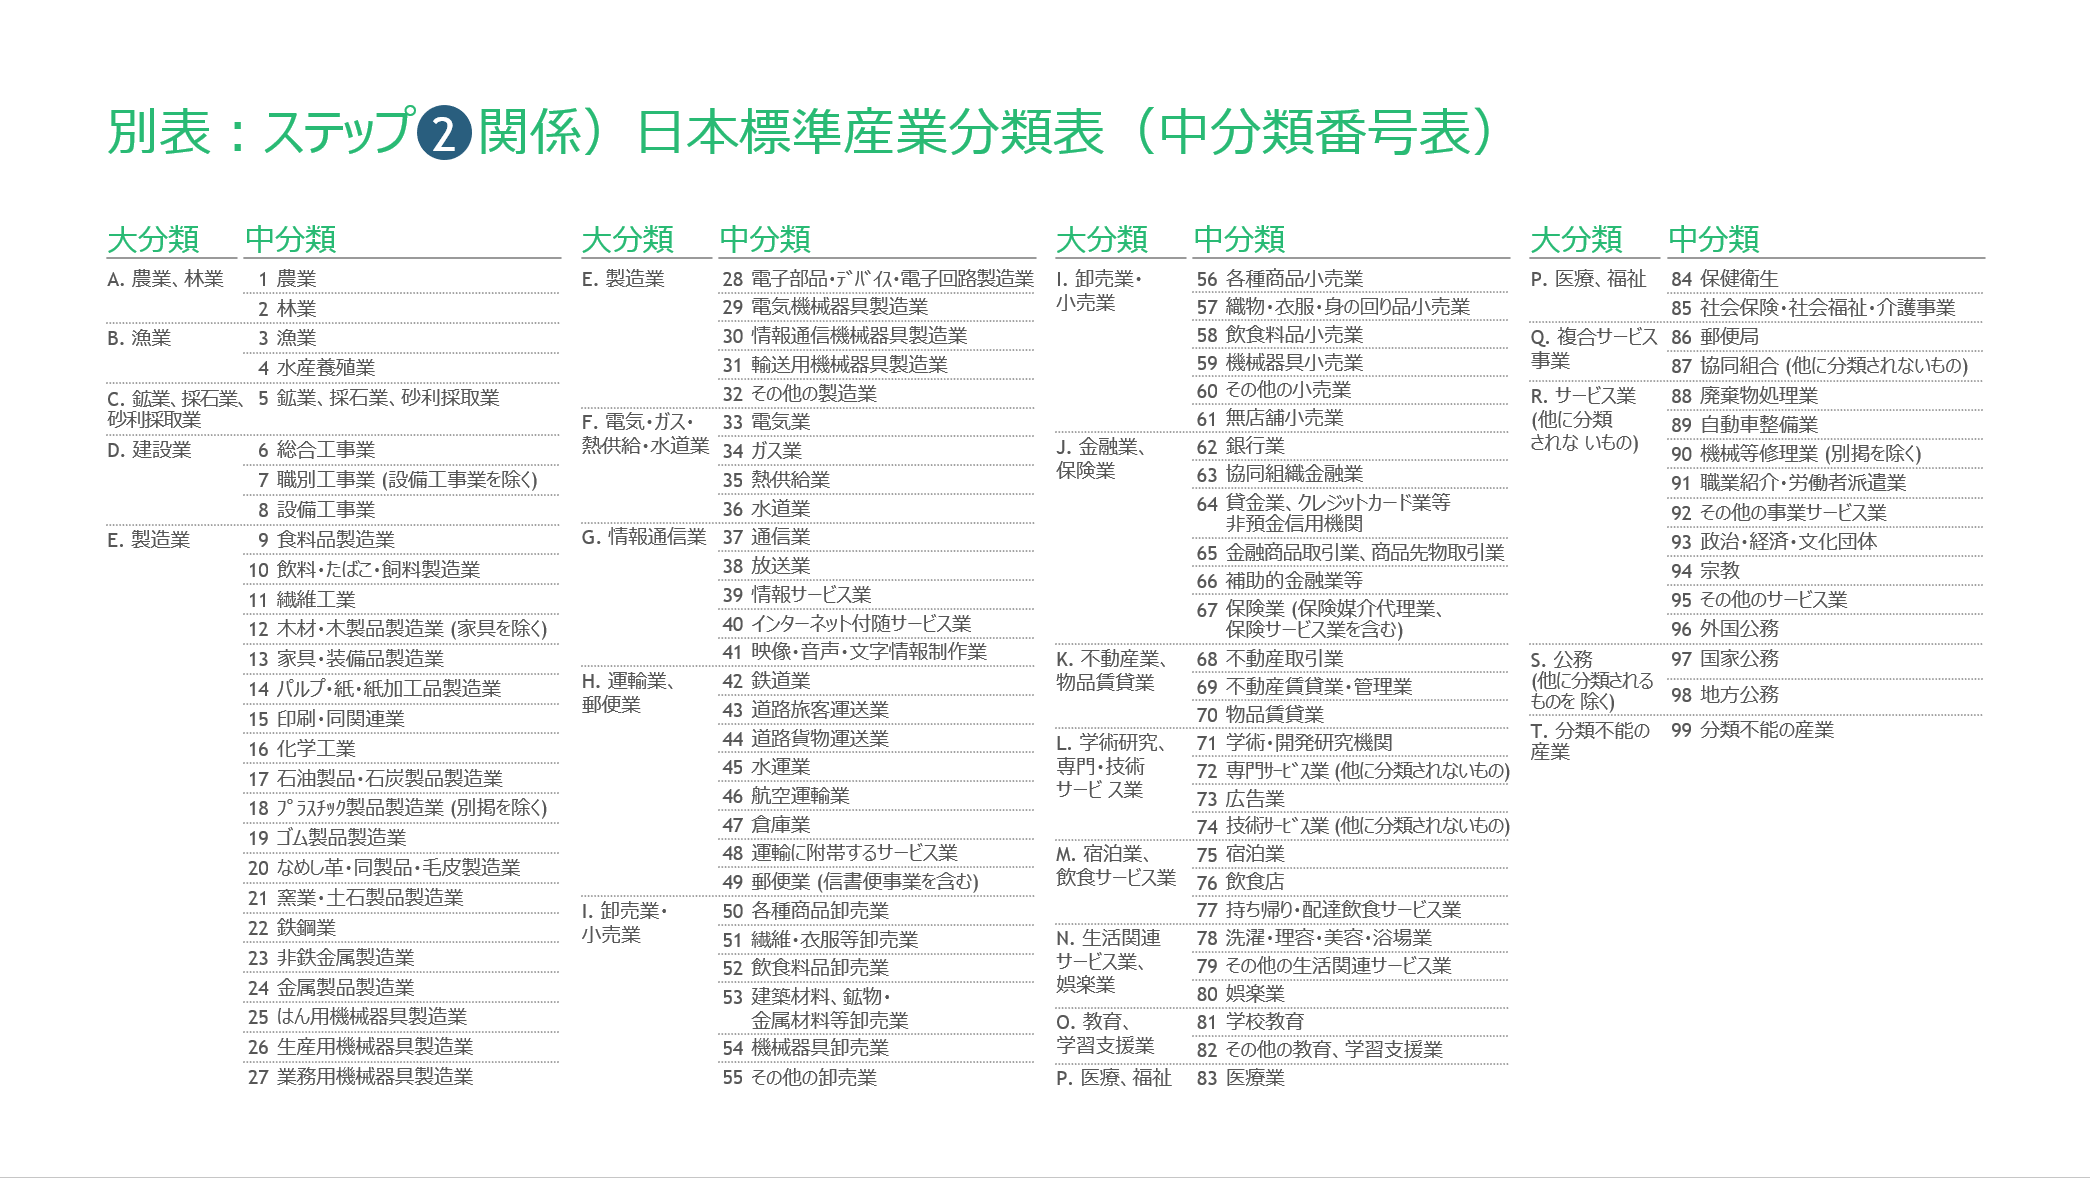 別表：ステップ2関係）日本標準産業分類表（中分類番号表）
大分類 中分類
A. 農業、林業 1 農業
2 林業
B. 漁業 3 漁業
4 水産養殖業
C. 鉱業、採石業、 5 鉱業、採石業、砂利採取業
砂利採取業
D. 建設業 6 総合工事業
7 職別工事業 (設備工事業を除く)
8 設備工事業
E. 製造業 9 食料品製造業
10 飲料・たばこ・飼料製造業
11 繊維工業
12 木材・木製品製造業 (家具を除く)
13 家具・装備品製造業
14 パルプ・紙・紙加工品製造業
15 印刷・同関連業
16 化学工業
17 石油製品・石炭製品製造業
18 ﾌﾟﾗｽﾁｯｸ製品製造業 (別掲を除く)
19 ゴム製品製造業
20 なめし革・同製品・毛皮製造業
21 窯業・土石製品製造業
22 鉄鋼業
23 非鉄金属製造業
24 金属製品製造業
25 はん用機械器具製造業
26 生産用機械器具製造業
27 業務用機械器具製造業
大分類 中分類
E. 製造業 28 電子部品・ﾃﾞﾊﾞｲｽ・電子回路製造業
29 電気機械器具製造業
30 情報通信機械器具製造業
31 輸送用機械器具製造業
32 その他の製造業
F. 電気・ガス・ 33 電気業
熱供給・水道業 34 ガス業
35 熱供給業
36 水道業
G. 情報通信業 37 通信業
38 放送業
39 情報サービス業
40 インターネット付随サービス業
41 映像・音声・文字情報制作業
H. 運輸業、 42 鉄道業
郵便業 43 道路旅客運送業
44 道路貨物運送業
45 水運業
46 航空運輸業
47 倉庫業
48 運輸に附帯するサービス業
49 郵便業 (信書便事業を含む)
I. 卸売業・ 50 各種商品卸売業
小売業 51 繊維・衣服等卸売業
52 飲食料品卸売業
53 建築材料、鉱物・
金属材料等卸売業
54 機械器具卸売業
55 その他の卸売業
大分類 中分類
I. 卸売業・ 56 各種商品小売業
小売業 57 織物・衣服・身の回り品小売業
58 飲食料品小売業
59 機械器具小売業
60 その他の小売業
61 無店舗小売業
J. 金融業、 62 銀行業
保険業 63 協同組織金融業
64 貸金業、クレジットカード業等
非預金信用機関
65 金融商品取引業、商品先物取引業
66 補助的金融業等
67 保険業 (保険媒介代理業、
保険サービス業を含む)
K. 不動産業、 68 不動産取引業
物品賃貸業 69 不動産賃貸業・管理業
70 物品賃貸業
L. 学術研究、 71 学術・開発研究機関
専門・技術 72 専門ｻｰﾋﾞｽ業 (他に分類されないもの)
サービ ス業 73 広告業
74 技術ｻｰﾋﾞｽ業 (他に分類されないもの)
M. 宿泊業、 75 宿泊業
飲食サービス業 76 飲食店
77 持ち帰り・配達飲食サービス業
N. 生活関連 78 洗濯・理容・美容・浴場業
サービス業、 79 その他の生活関連サービス業
娯楽業 80 娯楽業
O. 教育、 81 学校教育
学習支援業 82 その他の教育、学習支援業
P. 医療、福祉 83 医療業
大分類 中分類
P. 医療、福祉 84 保健衛生
85 社会保険・社会福祉・介護事業
Q. 複合サービス 86 郵便局
事業 87 協同組合 (他に分類されないもの)
R. サービス業 88 廃棄物処理業
(他に分類 89 自動車整備業
されな いもの) 90 機械等修理業 (別掲を除く)
91 職業紹介・労働者派遣業
92 その他の事業サービス業
93 政治・経済・文化団体
94 宗教
95 その他のサービス業
96 外国公務
S. 公務 97 国家公務
(他に分類される
ものを 除く) 98 地方公務
T. 分類不能の 99 分類不能の産業
産業